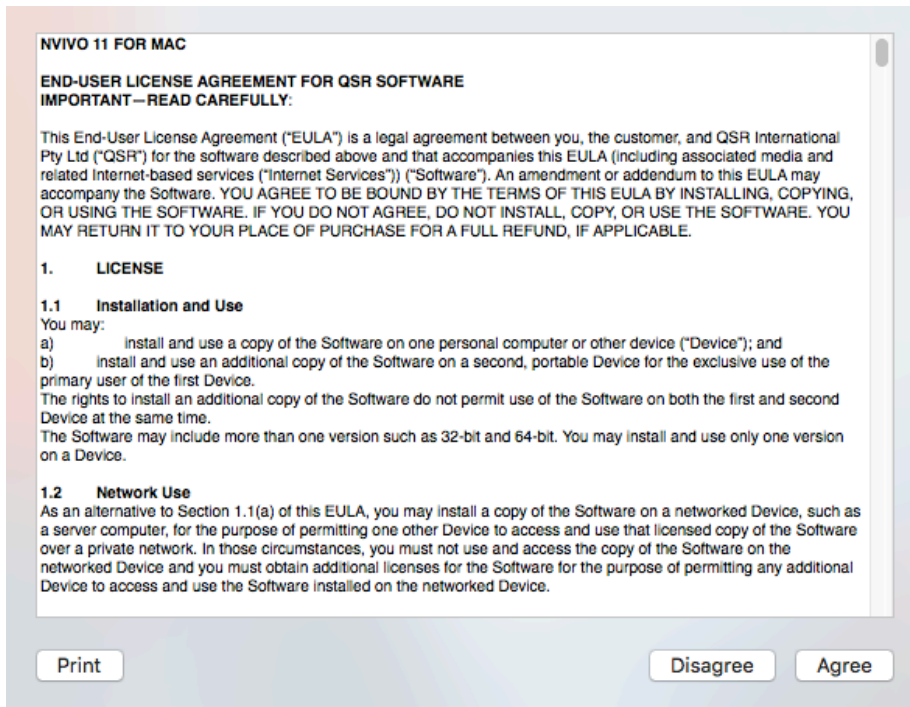 NVIVO 11 FOR MAC
END-USER LICENSE AGREEMENT FOR QSR SOFTWARE
IMPORTANT—READ CAREFULLY:
This End-User License Agreement (“EULA”) is a legal agreement between you, the customer, and QSR International
Pty Ltd (“QSR”) for the software described above and that accompanies this EULA (including associated media and
related Internet-based services (“Internet Services”)) (“Software”). An amendment or addendum to this EULA may
accompany the Software. YOU AGREE TO BE BOUND BY THE TERMS OF THIS EULA BY INSTALLING, COPYING,
OR USING THE SOFTWARE. IF YOU DO NOT AGREE, DO NOT INSTALL, COPY, OR USE THE SOFTWARE. YOU
MAY RETURN IT TO YOUR PLACE OF PURCHASE FOR A FULL REFUND, IF APPLICABLE.
1. LICENSE
1.1 Installation and Use
You may:
a) install and use a copy of the Software on one personal computer or other device (“Device”); and
b) install and use an additional copy of the Software on a second, portable Device for the exclusive use of the
primary user of the first Device.
The rights to install an additional copy of the Software do not permit use of the Software on both the first and second
Device at the same time.
The Software may include more than one version such as 32-bit and 64-bit. You may install and use only one version
on a Device.
1.2 Network Use
As an alternative to Section 1.1(a) of this EULA, you may install a copy of the Software on a networked Device, such as
a server computer, for the purpose of permitting one other Device to access and use that licensed copy of the Software
over a private network. In those circumstances, you must not use and access the copy of the Software on the
networked Device and you must obtain additional licenses for the Software for the purpose of permitting any additional
Device to access and use the Software installed on the networked Device.
Print Disagree Agree